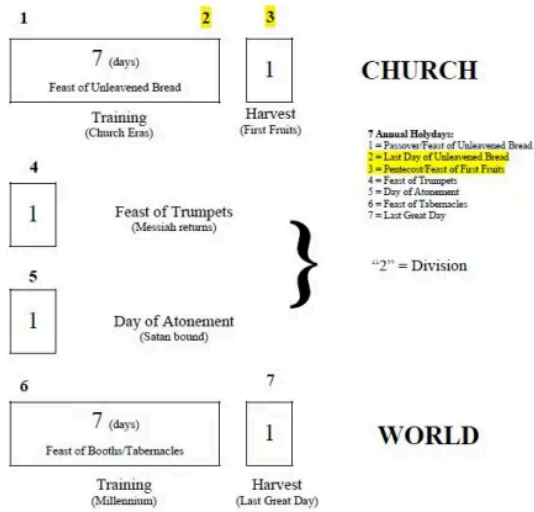 1 2 3
7 (days)
Feast of Unleavened Bread
1
CHURCH
Training
(Church Eras)
Harvest
(First Fruits)
7 Annual Holydays:
1 = Passover/Feast of Unleavened Bread
2 = Last Day of Unleavened Bread
3 = Pentecost/Feast of First Fruits
4 = Feast of Trumpets
5 = Day of Atonement
6 = Feast of Tabernacles
7 = Last Great Day
4
1
Feast of Trumpets
(Messiah returns)
}
"2" = Division
5
1
Day of Atonement
(Satan bound)
6 7
7 (days)
Feast of Booths/Tabernacles
1
WORLD
Training
(Millennium)
Harvest
(Last Great Day)